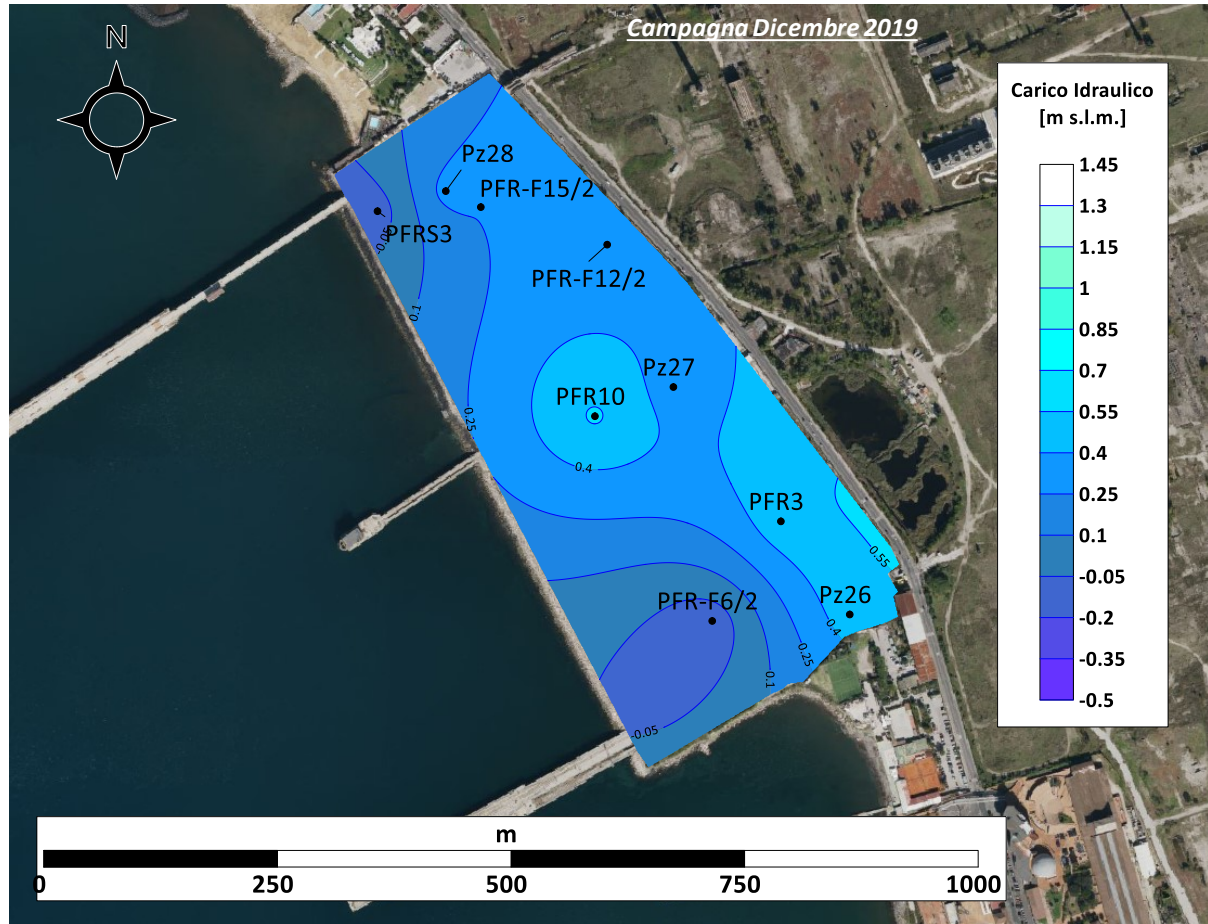 Campagna Dicembre 2019
N
Carico Idraulico
[m s.l.m.]
1.45
1.3
1.15
1
0.85
0.7
0.55
0.4
0.25
0.1
-0.05
-0.2
-0.35
-0.5
Pz28
PFR-F15/2
PFRS3
-0.05
PFR-F12/2
0.1
Pz27
PFR10
0.25
0.4
PFR3
0.55
Pz26
PFR-F6/2
0.4
0.25
0.1
-0.05
m
0 250 500 750 1000